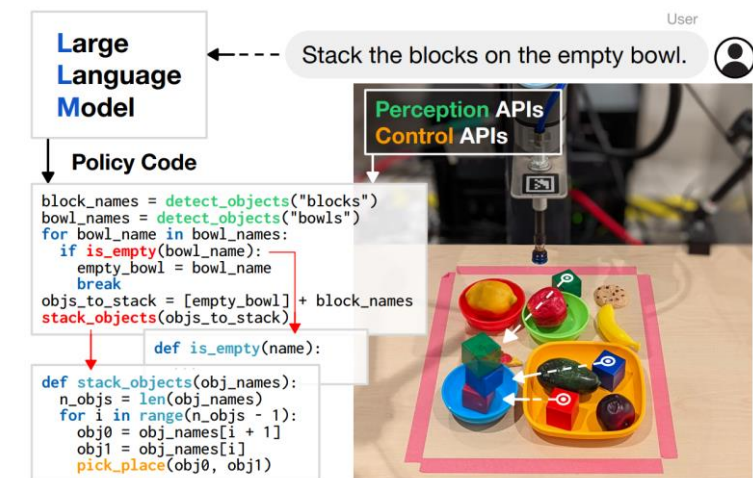 User
Stack the blocks on the empty bowl.
Large
Language
Model
Perception APIs
Control APIs
Policy Code
block_names = detect_objects("blocks")
bowl_names = detect_objects("bowls")
for bowl_name in bowl_names:
  if is_empty(bowl_name):
    empty_bowl = bowl_name
    break
objs_to_stack = [empty_bowl] + block_names
stack_objects(objs_to_stack)
def is_empty(name):
...
def stack_objects(obj_names):
  n_objs = len(obj_names)
  for i in range(n_objs - 1):
    obj0 = obj_names[i + 1]
    obj1 = obj_names[i]
    pick_place(obj0, obj1)